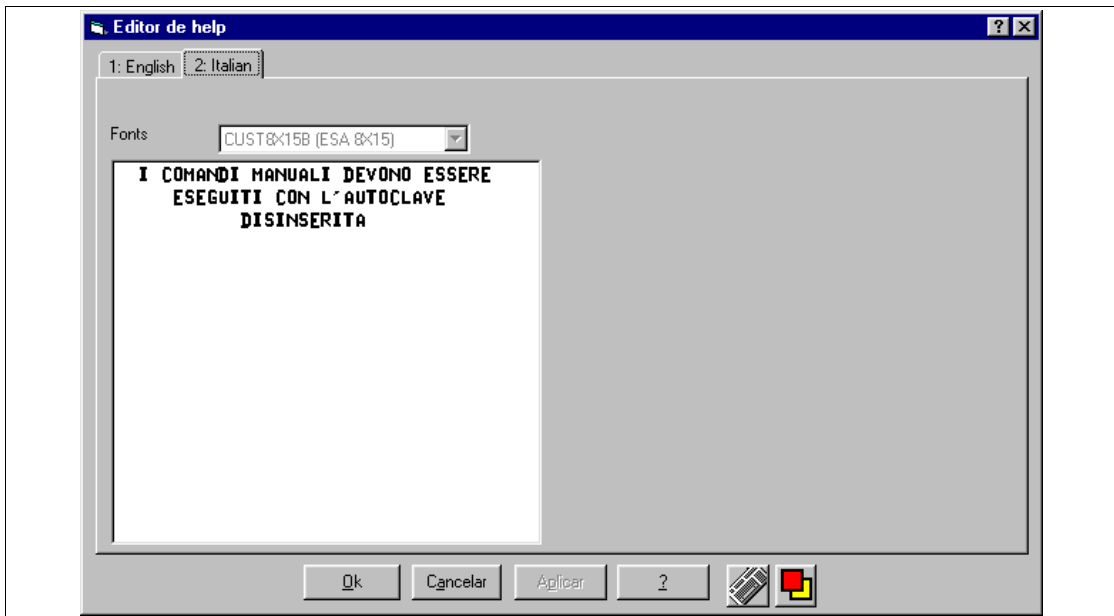 Editor de help
1: English 2: Italian
Fonts CUST8X15B (ESA 8X15)
I COMANDI MANUALI DEVONO ESSERE
ESEGUITI CON L'AUTOCLAVE
DISINSERITA
Ok Cancelar Aplicar ?